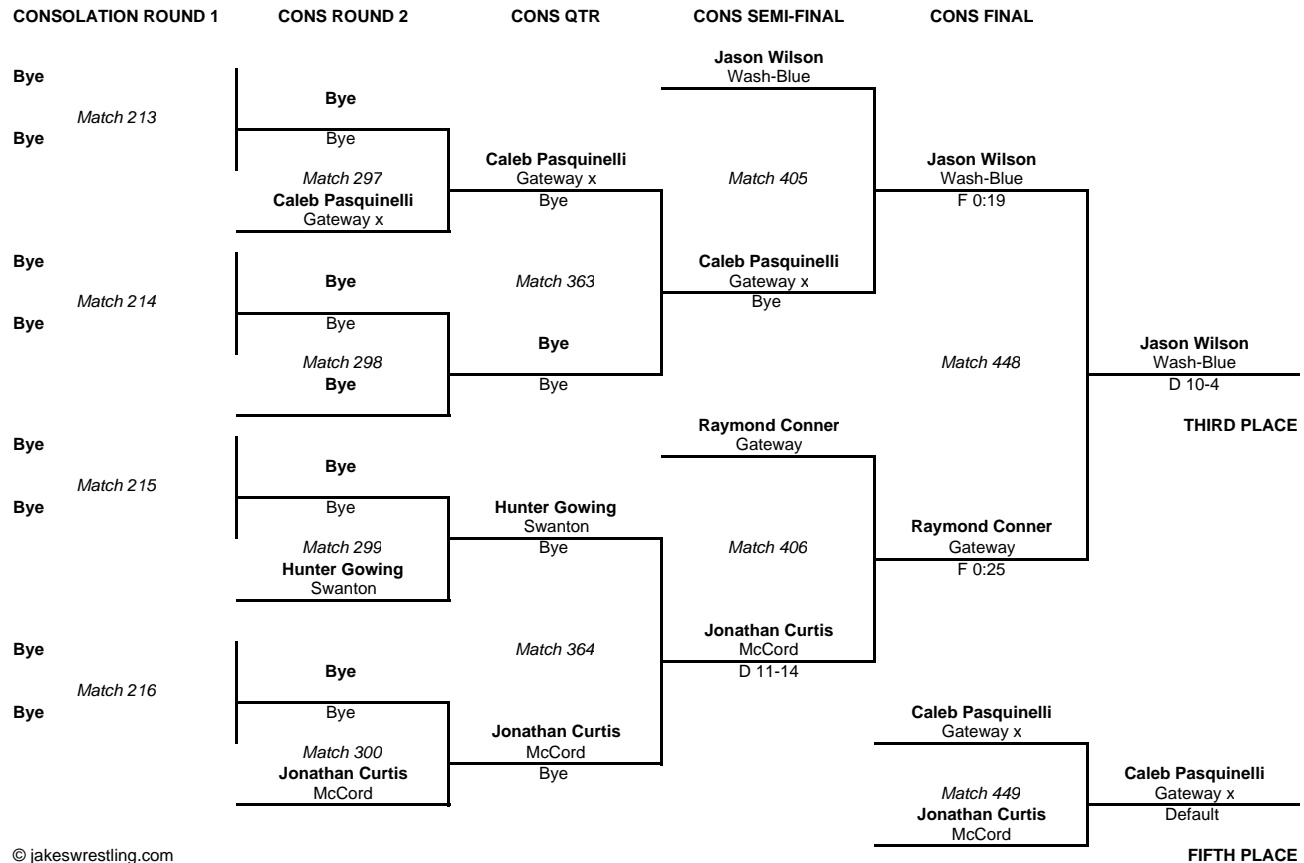 CONSOLATION ROUND 1
CONS ROUND 2
CONS QTR
CONS SEMI-FINAL
CONS FINAL
Bye
Match 213
Bye
Bye
Match 214
Bye
Bye
Match 215
Bye
Bye
Match 216
Bye
Bye
Bye
Match 297
Caleb Pasquinelli
Gateway x
Bye
Bye
Match 298
Bye
Bye
Bye
Match 299
Hunter Gowing
Swanton
Bye
Bye
Match 300
Jonathan Curtis
McCord
Caleb Pasquinelli
Gateway x
Bye
Match 363
Bye
Bye
Hunter Gowing
Swanton
Bye
Match 364
Jonathan Curtis
McCord
Bye
Jason Wilson
Wash-Blue
Match 405
Caleb Pasquinelli
Gateway x
Bye
Raymond Conner
Gateway
Match 406
Jonathan Curtis
McCord
D 11-14
Jason Wilson
Wash-Blue
F 0:19
Match 448
Raymond Conner
Gateway
F 0:25
Caleb Pasquinelli
Gateway x
Match 449
Jonathan Curtis
McCord
Jason Wilson
Wash-Blue
D 10-4
THIRD PLACE
Caleb Pasquinelli
Gateway x
Default
FIFTH PLACE
© jakeswrestling.com